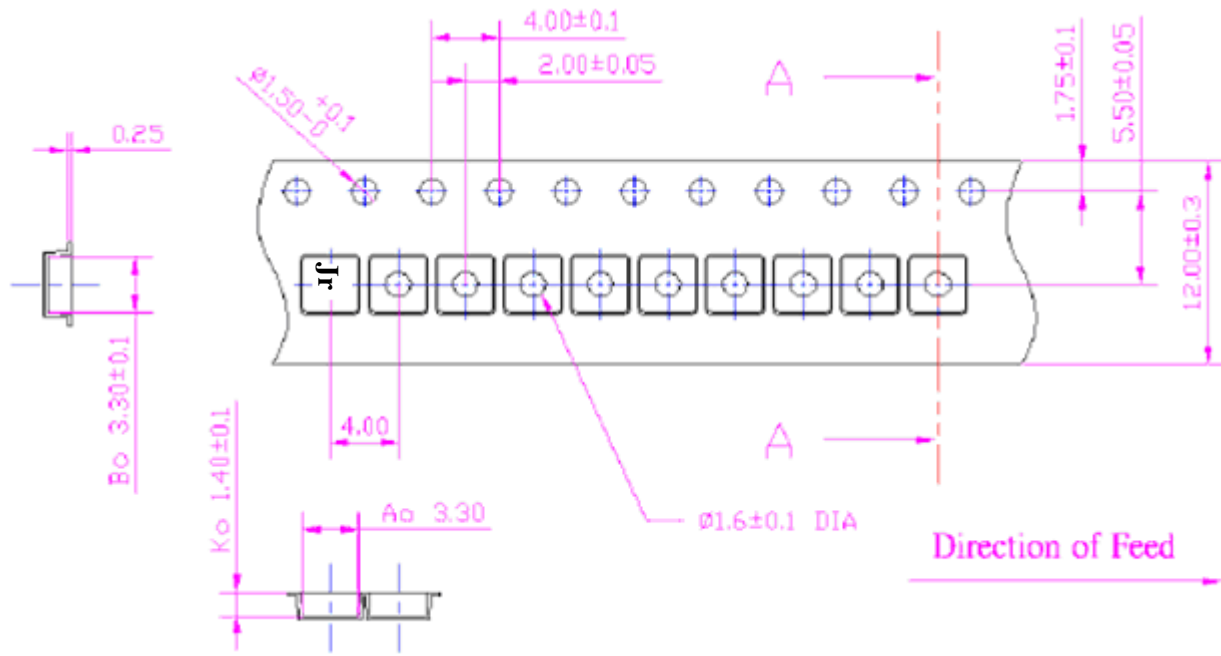 4.00±0.1
2.00±0.05
A
1.75±0.1
5.50±0.05
Ø1.50 +0.1
-0
0.25
12.00±0.3
Jr
Bo 3.30±0.1
4.00
A
Ko 1.40±0.1
Ao 3.30
Ø1.6±0.1 DIA
Direction of Feed